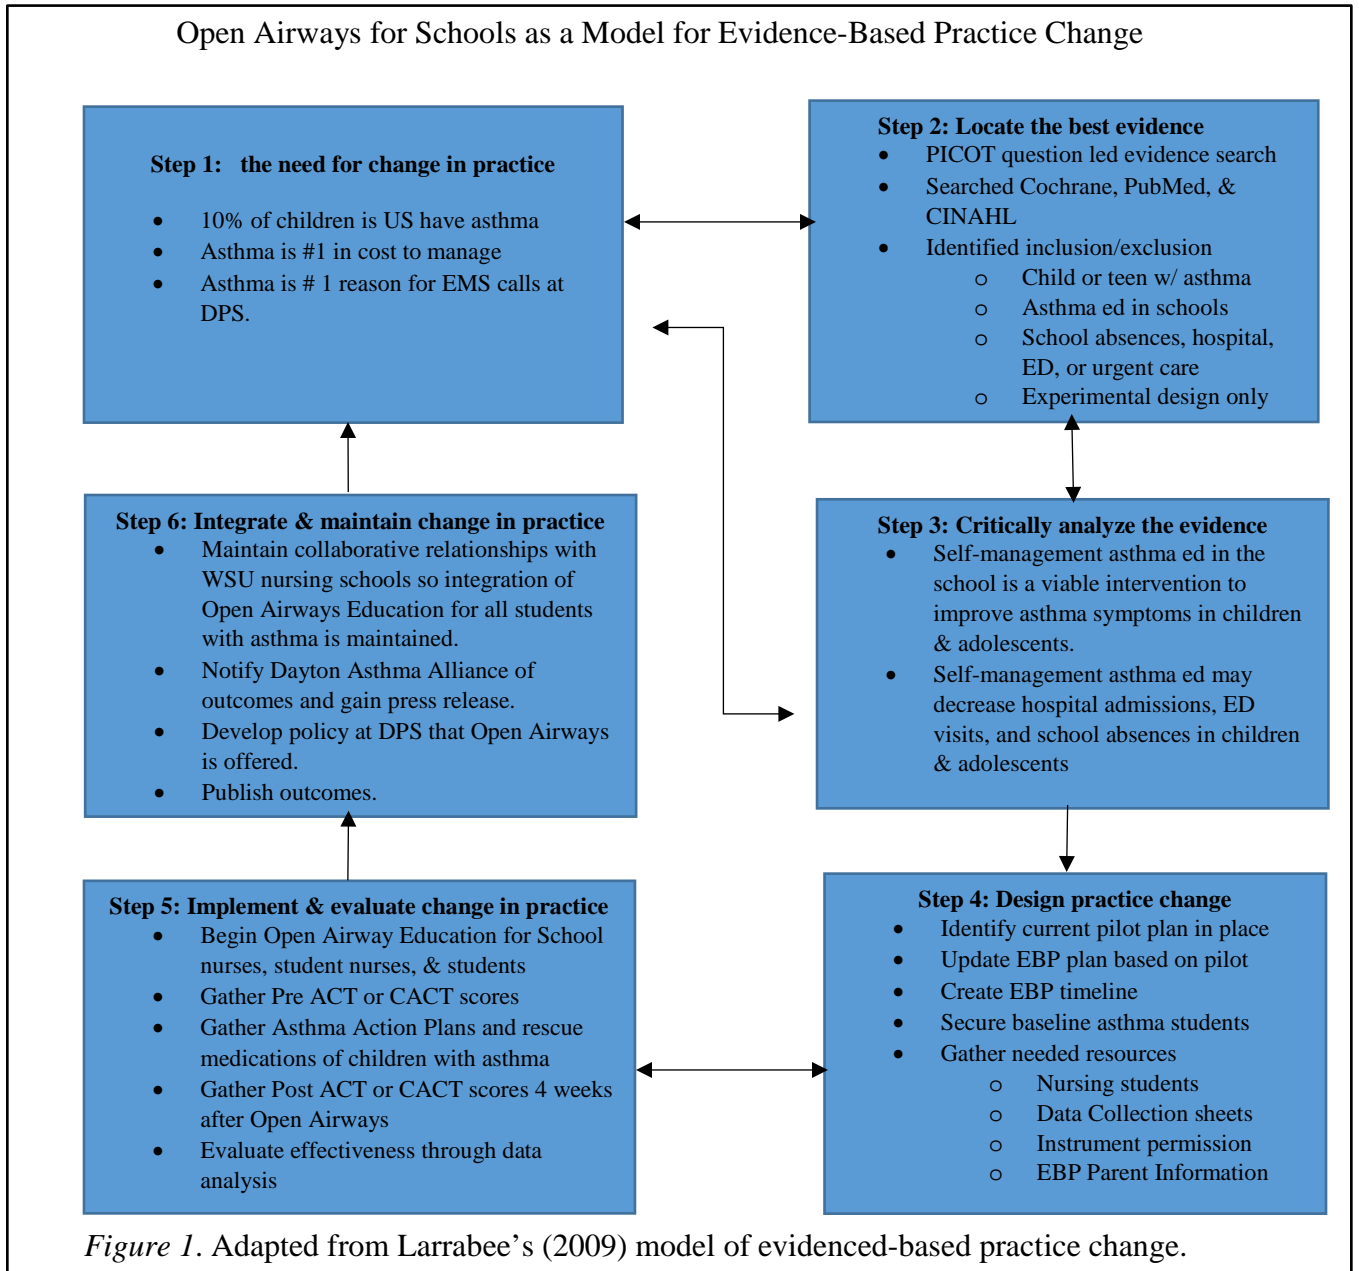 Open Airways for Schools as a Model for Evidence-Based Practice Change
Step 1:   the need for change in practice
• 10% of children is US have asthma
• Asthma is #1 in cost to manage
• Asthma is # 1 reason for EMS calls at
DPS.
Step 2: Locate the best evidence
• PICOT question led evidence search
• Searched Cochrane, PubMed, &
CINAHL
• Identified inclusion/exclusion
o Child or teen w/ asthma
o Asthma ed in schools
o School absences, hospital,
ED, or urgent care
o Experimental design only
Step 3: Critically analyze the evidence
• Self-management asthma ed in the
school is a viable intervention to
improve asthma symptoms in children
& adolescents.
• Self-management asthma ed may
decrease hospital admissions, ED
visits, and school absences in children
& adolescents
Step 4: Design practice change
• Identify current pilot plan in place
• Update EBP plan based on pilot
• Create EBP timeline
• Secure baseline asthma students
• Gather needed resources
o Nursing students
o Data Collection sheets
o Instrument permission
o EBP Parent Information
Step 5: Implement & evaluate change in practice
• Begin Open Airway Education for School
nurses, student nurses, & students
• Gather Pre ACT or CACT scores
• Gather Asthma Action Plans and rescue
medications of children with asthma
• Gather Post ACT or CACT scores 4 weeks
after Open Airways
• Evaluate effectiveness through data
analysis
Step 6: Integrate & maintain change in practice
• Maintain collaborative relationships with
WSU nursing schools so integration of
Open Airways Education for all students
with asthma is maintained.
• Notify Dayton Asthma Alliance of
outcomes and gain press release.
• Develop policy at DPS that Open Airways
is offered.
• Publish outcomes.
Figure 1. Adapted from Larrabee’s (2009) model of evidenced-based practice change.